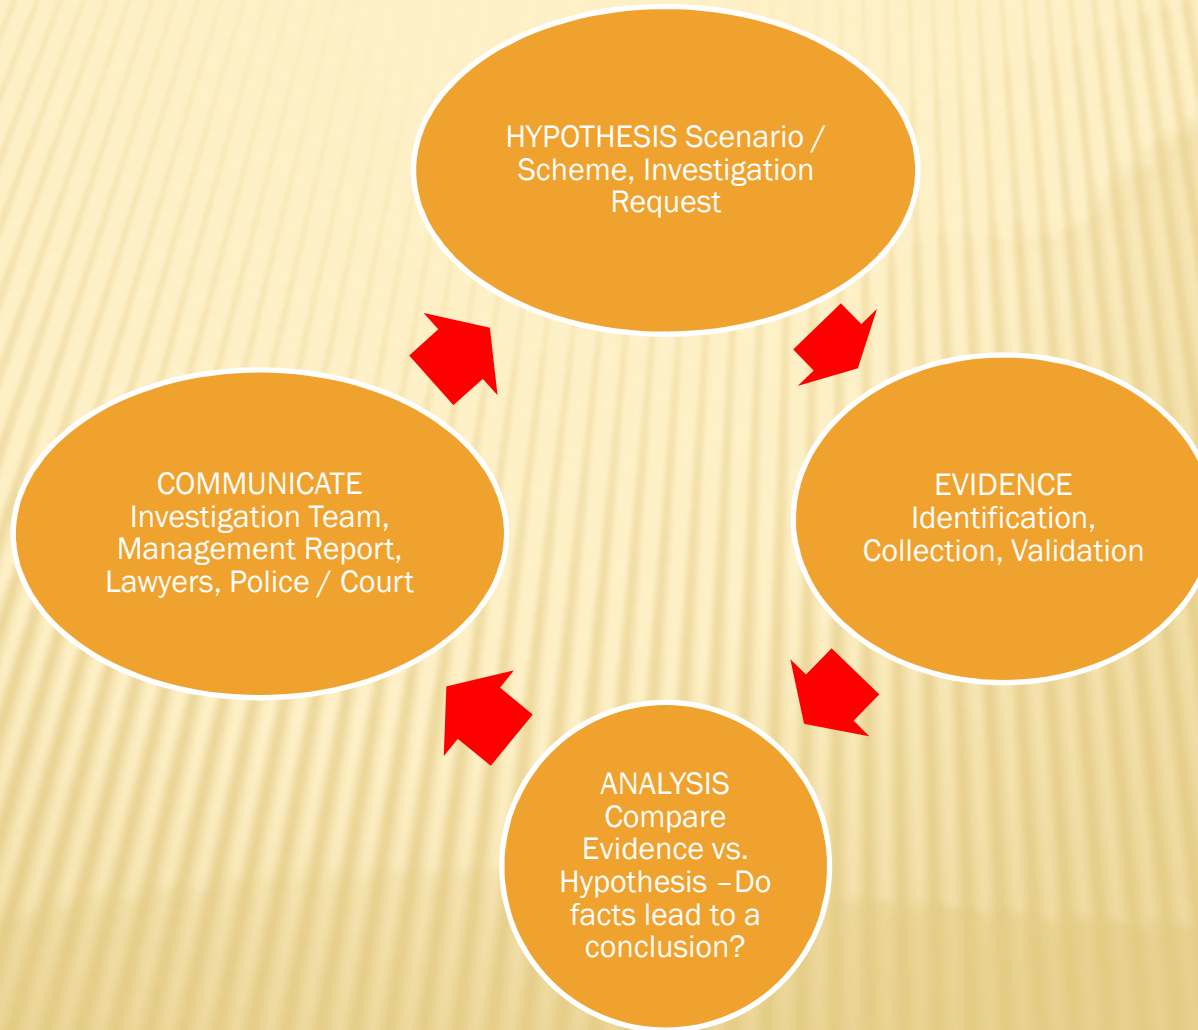 HYPOTHESIS Scenario /
Scheme, Investigation
Request
EVIDENCE
Identification,
Collection, Validation
ANALYSIS
Compare
Evidence vs.
Hypothesis –Do
facts lead to a
conclusion?
COMMUNICATE
Investigation Team,
Management Report,
Lawyers, Police / Court